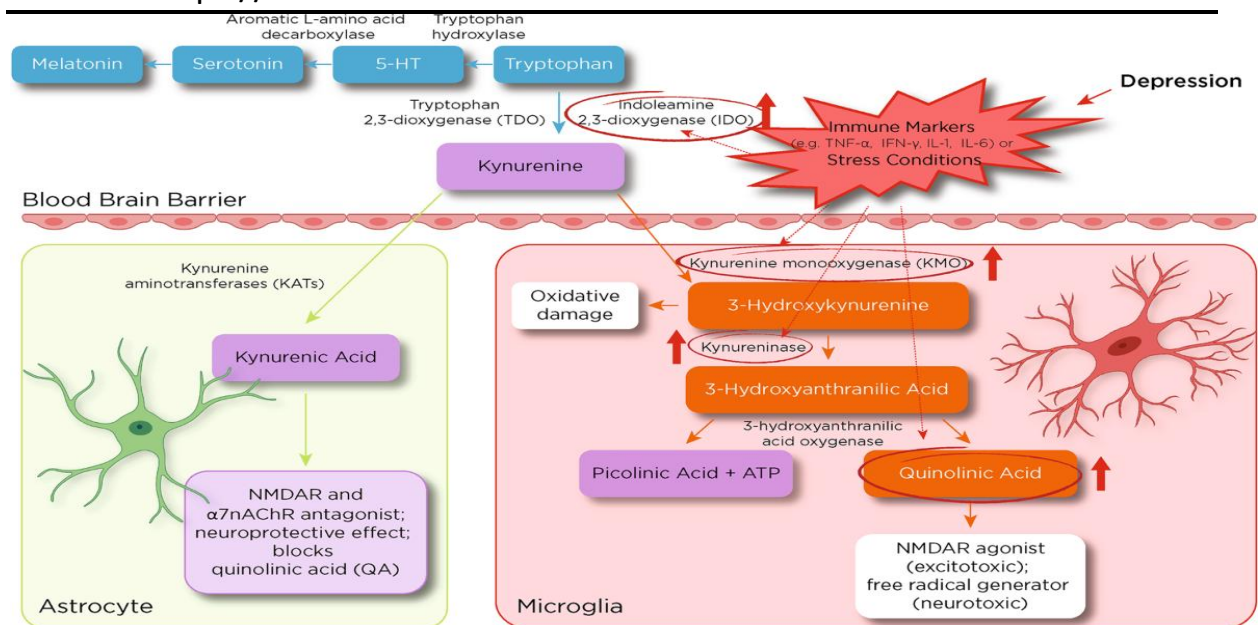 Aromatic L-amino acid
decarboxylase
Tryptophan
hydroxylase
Melatonin
Serotonin
5-HT
Tryptophan
Depression
Tryptophan
2,3-dioxygenase (TDO)
Indoleamine
2,3-dioxygenase (IDO)
Immune Markers
(e.g. TNF-α, IFN-γ, IL-1, IL-6) or
Stress Conditions
Kynurenine
Blood Brain Barrier
Kynurenine
aminotransferases (KATs)
Kynurenic Acid
NMDAR and
α7nAChR antagonist;
neuroprotective effect;
blocks
quinolinic acid (QA)
Astrocyte
Kynurenine monooxygenase (KMO)
Oxidative
damage
3-Hydroxykynurenine
Kynureninase
3-Hydroxyanthranilic Acid
3-hydroxyanthranilic
acid oxygenase
Picolinic Acid + ATP
Quinolinic Acid
NMDAR agonist
(excitotoxic);
free radical generator
(neurotoxic)
Microglia